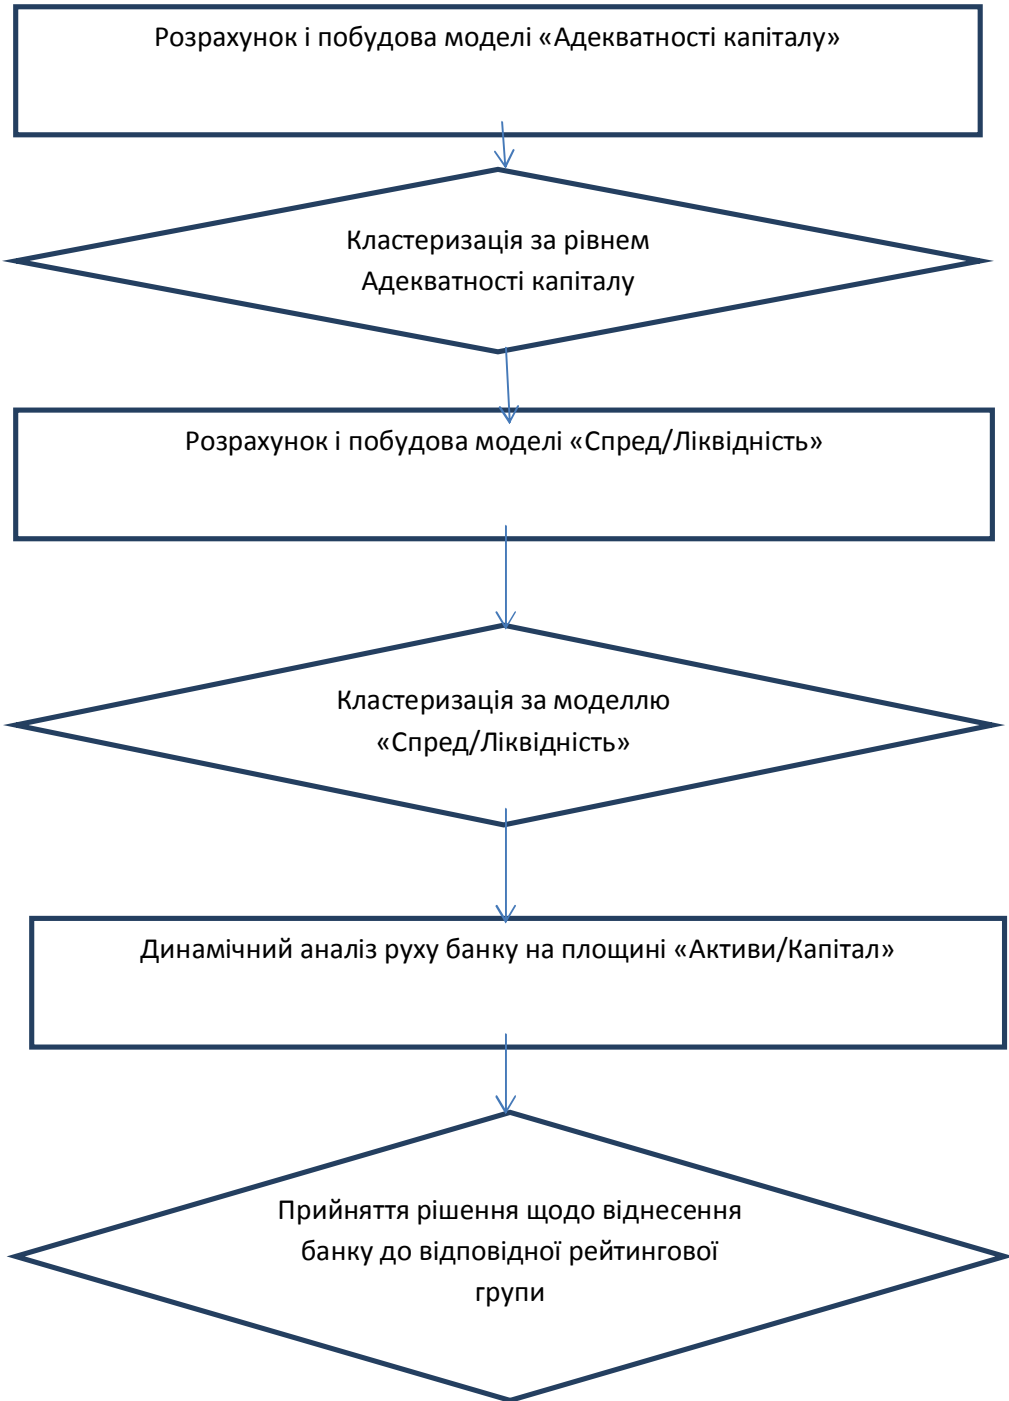 Розрахунок і побудова моделі «Адекватності капіталу»
Кластеризація за рівнем
Адекватності капіталу
Розрахунок і побудова моделі «Спред/Ліквідність»
Кластеризація за моделлю
«Спред/Ліквідність»
Динамічний аналіз руху банку на площині «Активи/Капітал»
Прийняття рішення щодо віднесення
банку до відповідної рейтингової
групи